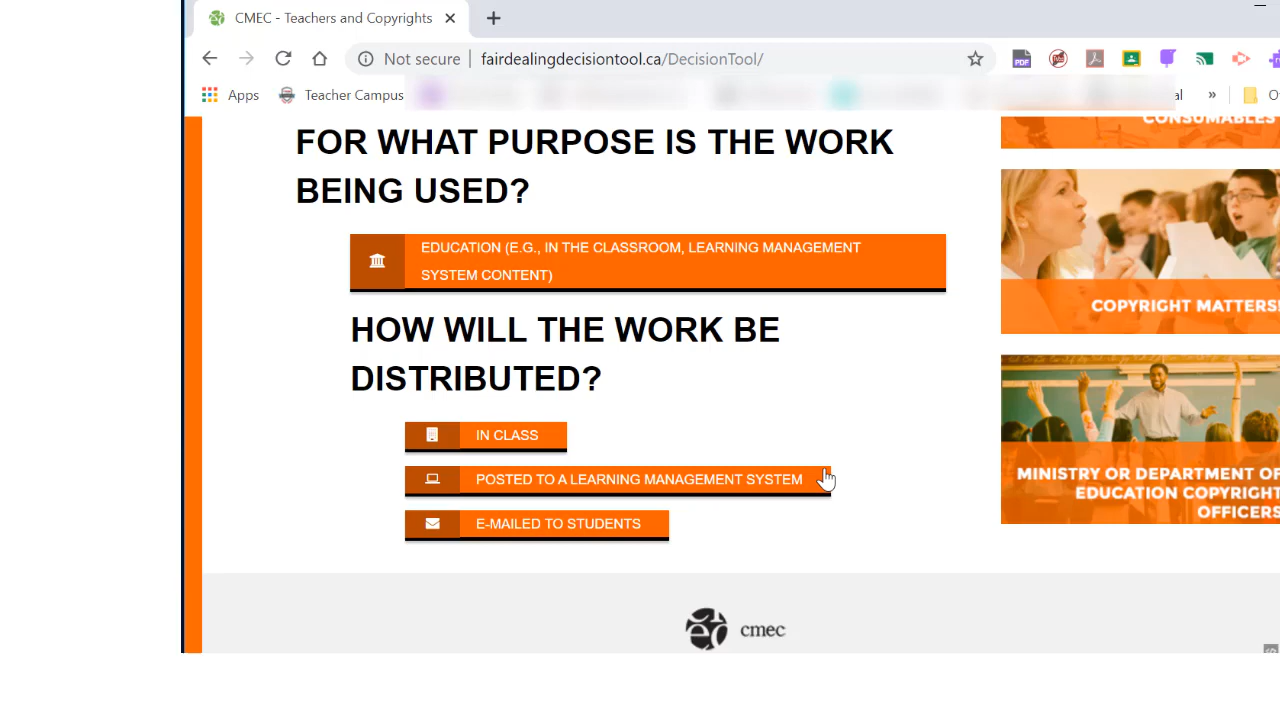 CMEC - Teachers and Copyrights
Not secure fairdealingdecisiontool.ca/DecisionTool/
PDF
Apps Teacher Campus al »
FOR WHAT PURPOSE IS THE WORK
BEING USED?
EDUCATION (E.G., IN THE CLASSROOM, LEARNING MANAGEMENT
SYSTEM CONTENT)
HOW WILL THE WORK BE
DISTRIBUTED?
IN CLASS
POSTED TO A LEARNING MANAGEMENT SYSTEM
E-MAILED TO STUDENTS
CONSUMABLES
COPYRIGHT MATTERS!
MINISTRY OR DEPARTMENT OF
EDUCATION COPYRIGHT
OFFICERS
cmec